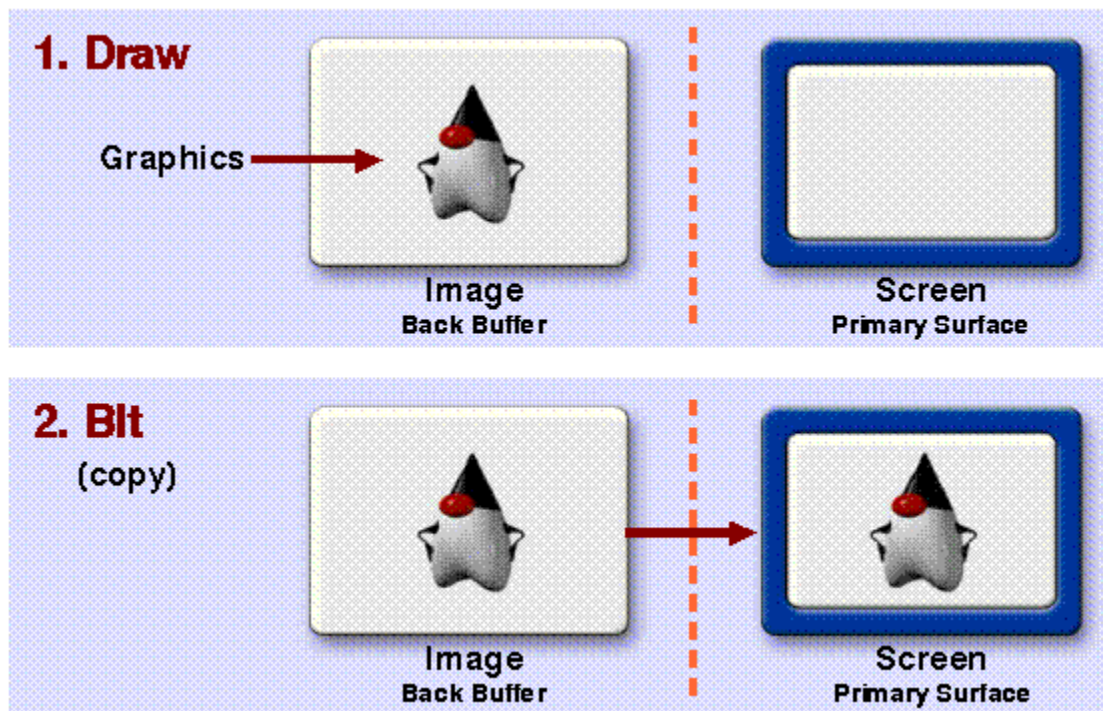 1. Draw
Graphics
Image
Back Buffer
Screen
Primary Surface
2. Blt
(copy)
Image
Back Buffer
Screen
Primary Surface